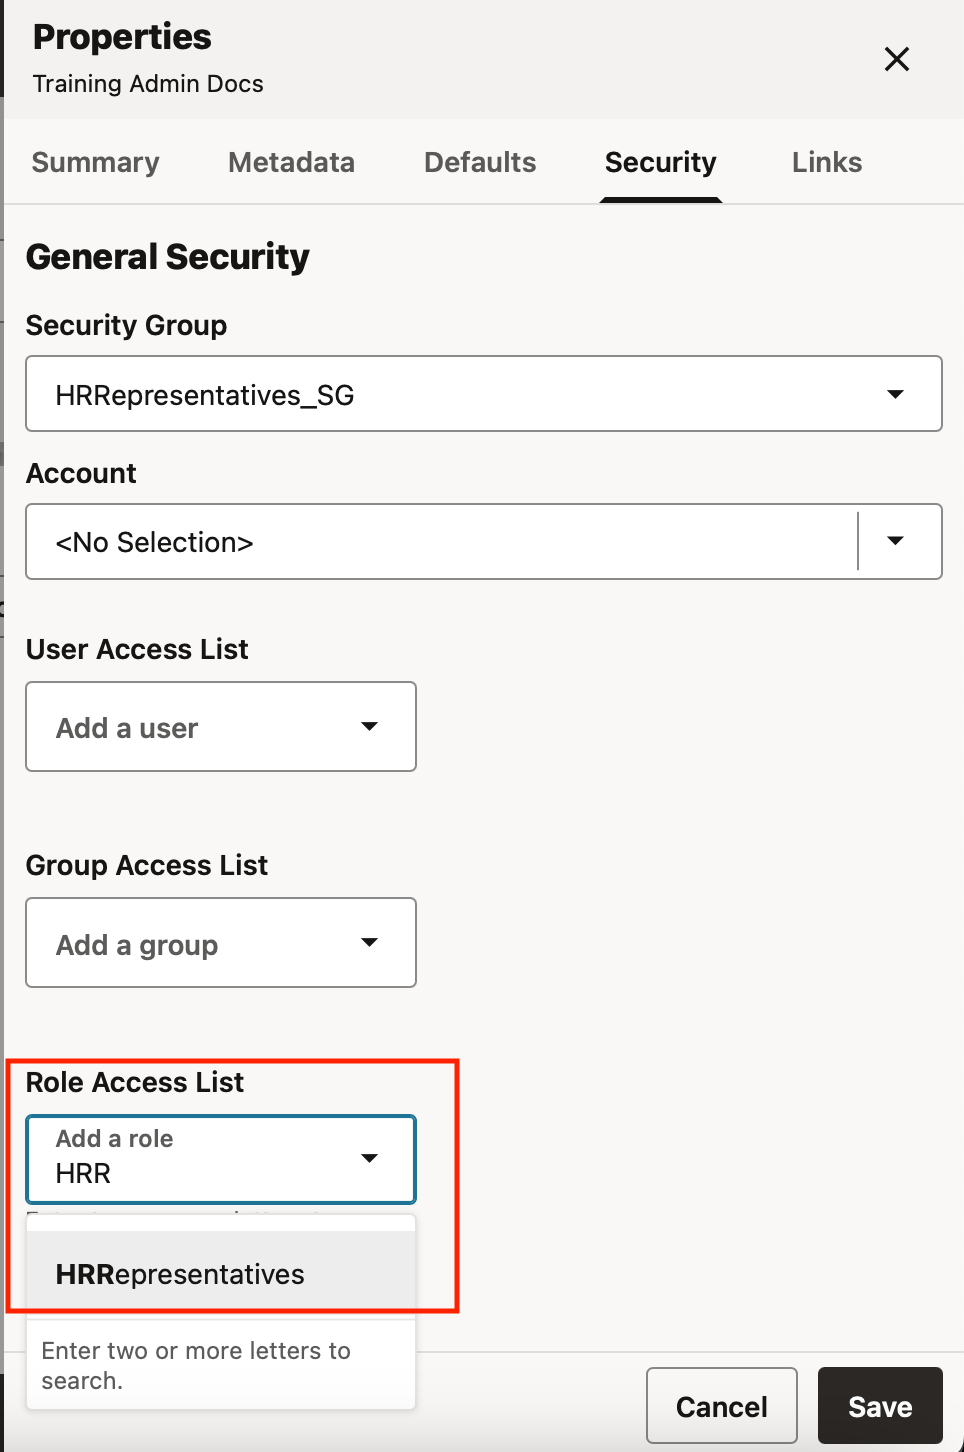 Properties
Training Admin Docs
Summary Metadata Defaults Security Links
General Security
Security Group
HRRepresentatives_SG
Account
<No Selection>
User Access List
Add a user
Group Access List
Add a group
Role Access List
Add a role
HRR
HRRepresentatives
Enter two or more letters to
search.
Cancel Save